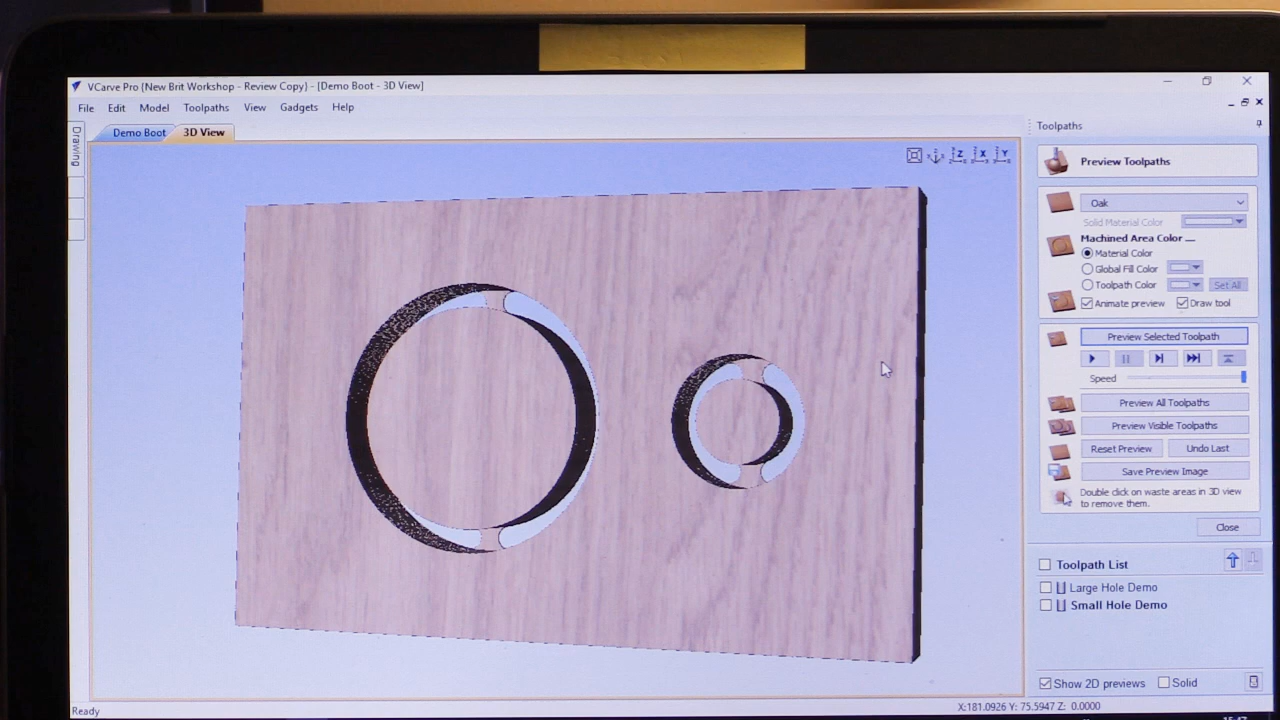 VCarve Pro {New Brit Workshop - Review Copy} - [Demo Boot - 3D View]
File Edit Model Toolpaths View Gadgets Help
Drawing
Demo Boot 3D View
Z X Y
Toolpaths
Preview Toolpaths
Oak
Solid Material Color
Machined Area Color
Material Color
Global Fill Color
Toolpath Color Set All
Animate preview Draw tool
Preview Selected Toolpath
Speed
Preview All Toolpaths
Preview Visible Toolpaths
Reset Preview Undo Last
Save Preview Image
Double click on waste areas in 3D view
to remove them.
Close
Toolpath List
Large Hole Demo
Small Hole Demo
Show 2D previews Solid
Ready X:181.0926 Y: 75.5947 Z: 0.0000